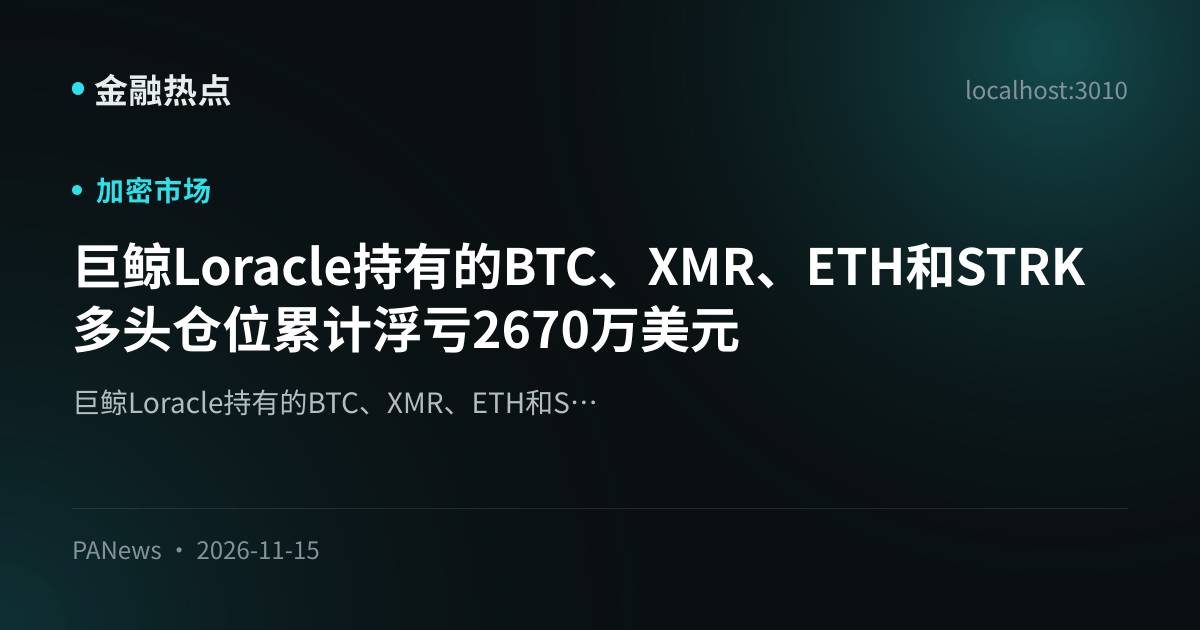 金融热点
localhost:3010
加密市场
巨鲸Loracle持有的BTC、XMR、ETH和STRK
多头仓位累计浮亏2670万美元
巨鲸Loracle持有的BTC、XMR、ETH和S…
PANews • 2026-11-15